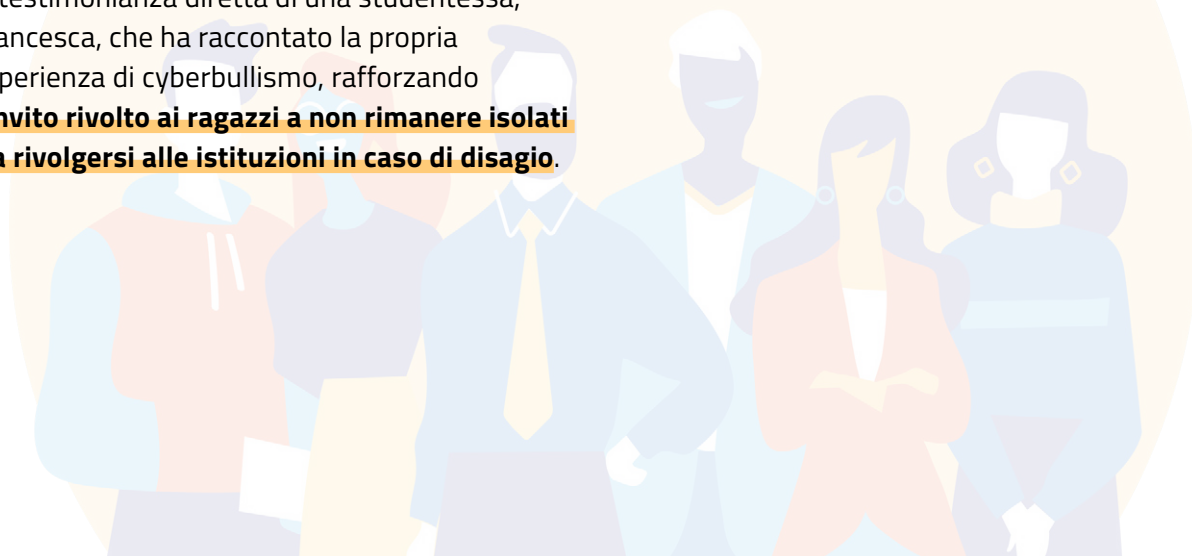 testimonianza diretta di una studentessa,
ancesca, che ha raccontato la propria
perienza di cyberbullismo, rafforzando
nvito rivolto ai ragazzi a non rimanere isolati
a rivolgersi alle istituzioni in caso di disagio.